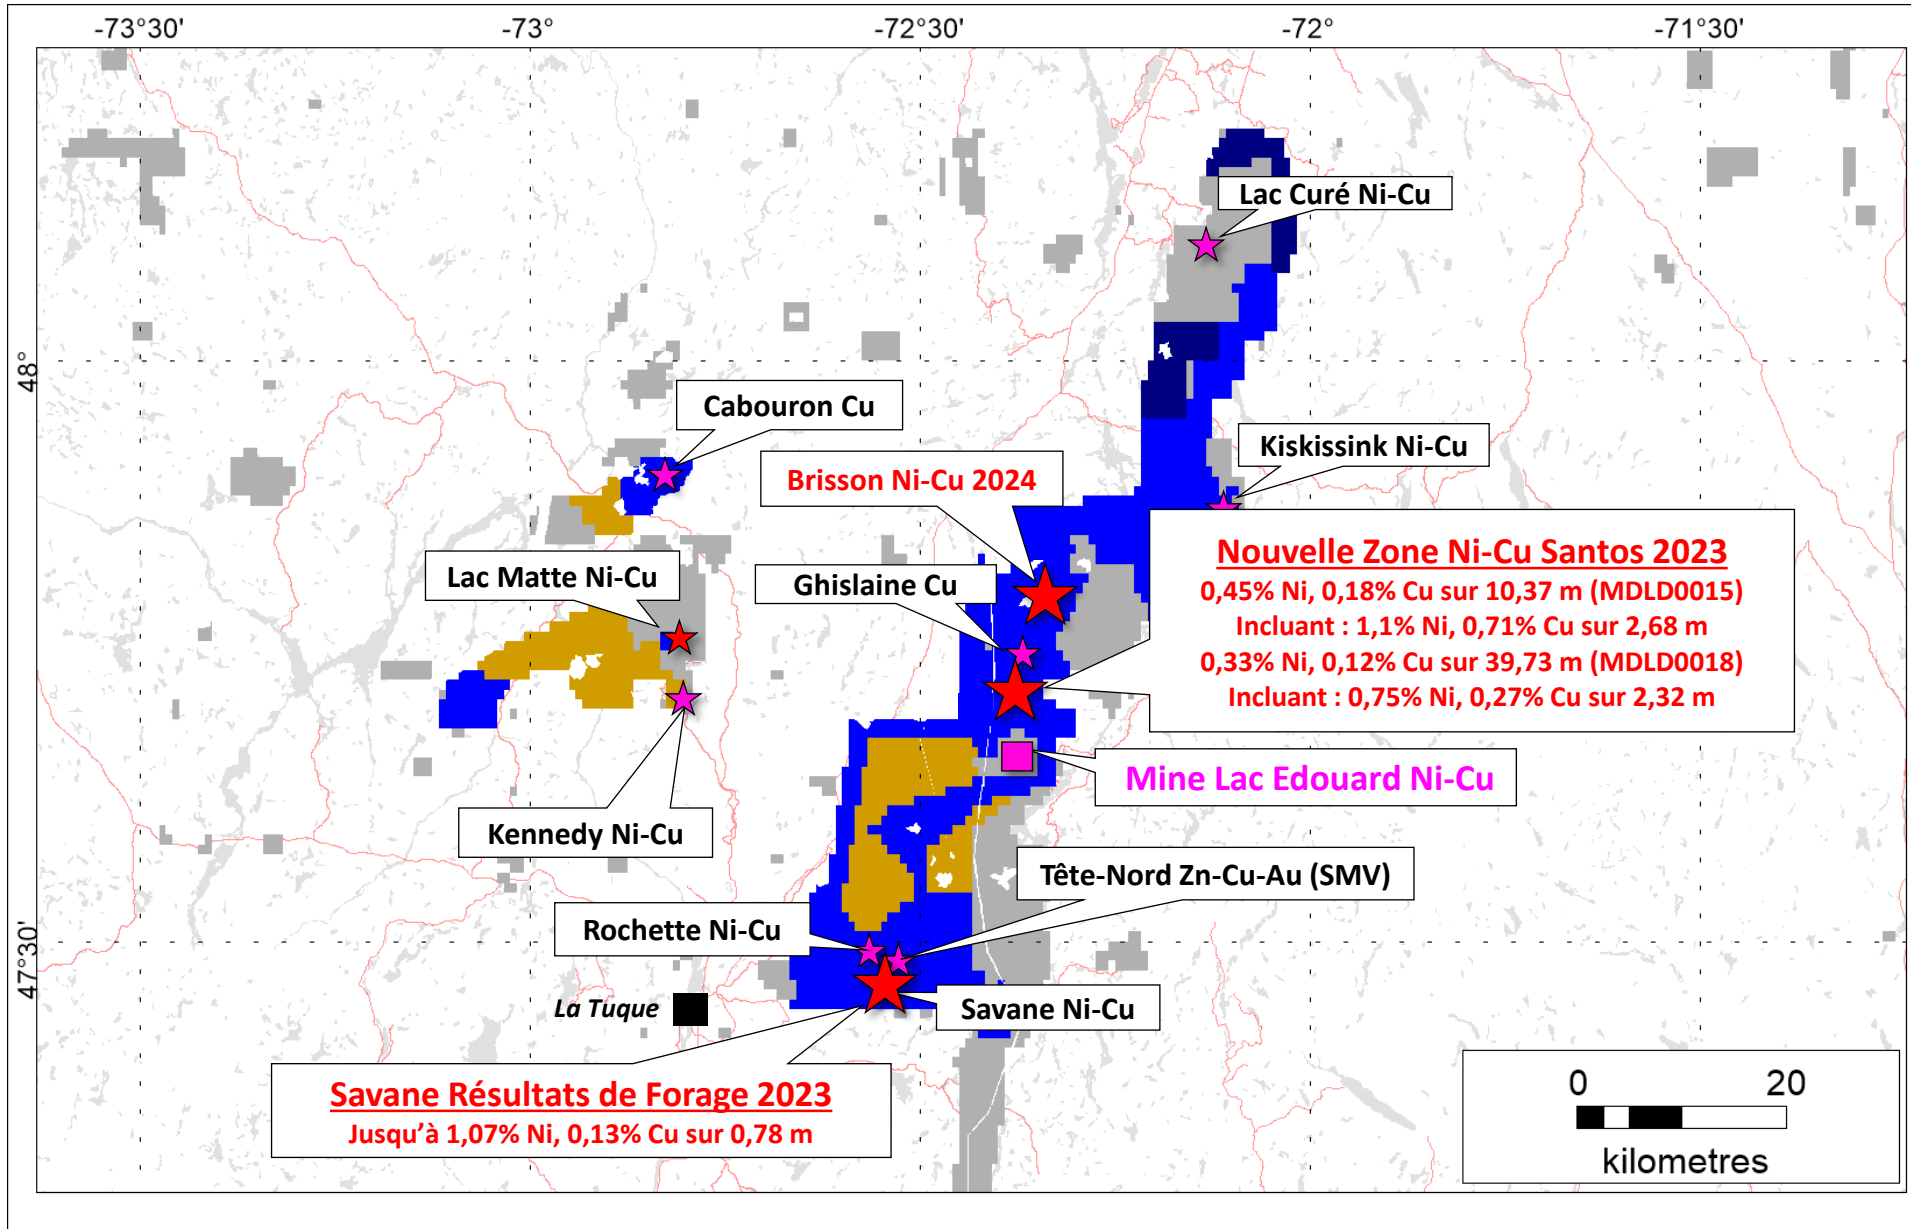 -73°30'
-73°
-72°30'
-72°
-71°30'
48°
47°30'
Lac Curé Ni-Cu
Cabouron Cu
Kiskissink Ni-Cu
Brisson Ni-Cu 2024
Nouvelle Zone Ni-Cu Santos 2023
0,45% Ni, 0,18% Cu sur 10,37 m (MDLD0015)
Incluant : 1,1% Ni, 0,71% Cu sur 2,68 m
0,33% Ni, 0,12% Cu sur 39,73 m (MDLD0018)
Incluant : 0,75% Ni, 0,27% Cu sur 2,32 m
Lac Matte Ni-Cu
Ghislaine Cu
Mine Lac Edouard Ni-Cu
Kennedy Ni-Cu
Tête-Nord Zn-Cu-Au (SMV)
Rochette Ni-Cu
La Tuque
Savane Ni-Cu
Savane Résultats de Forage 2023
Jusqu’à 1,07% Ni, 0,13% Cu sur 0,78 m
0 20
kilometres